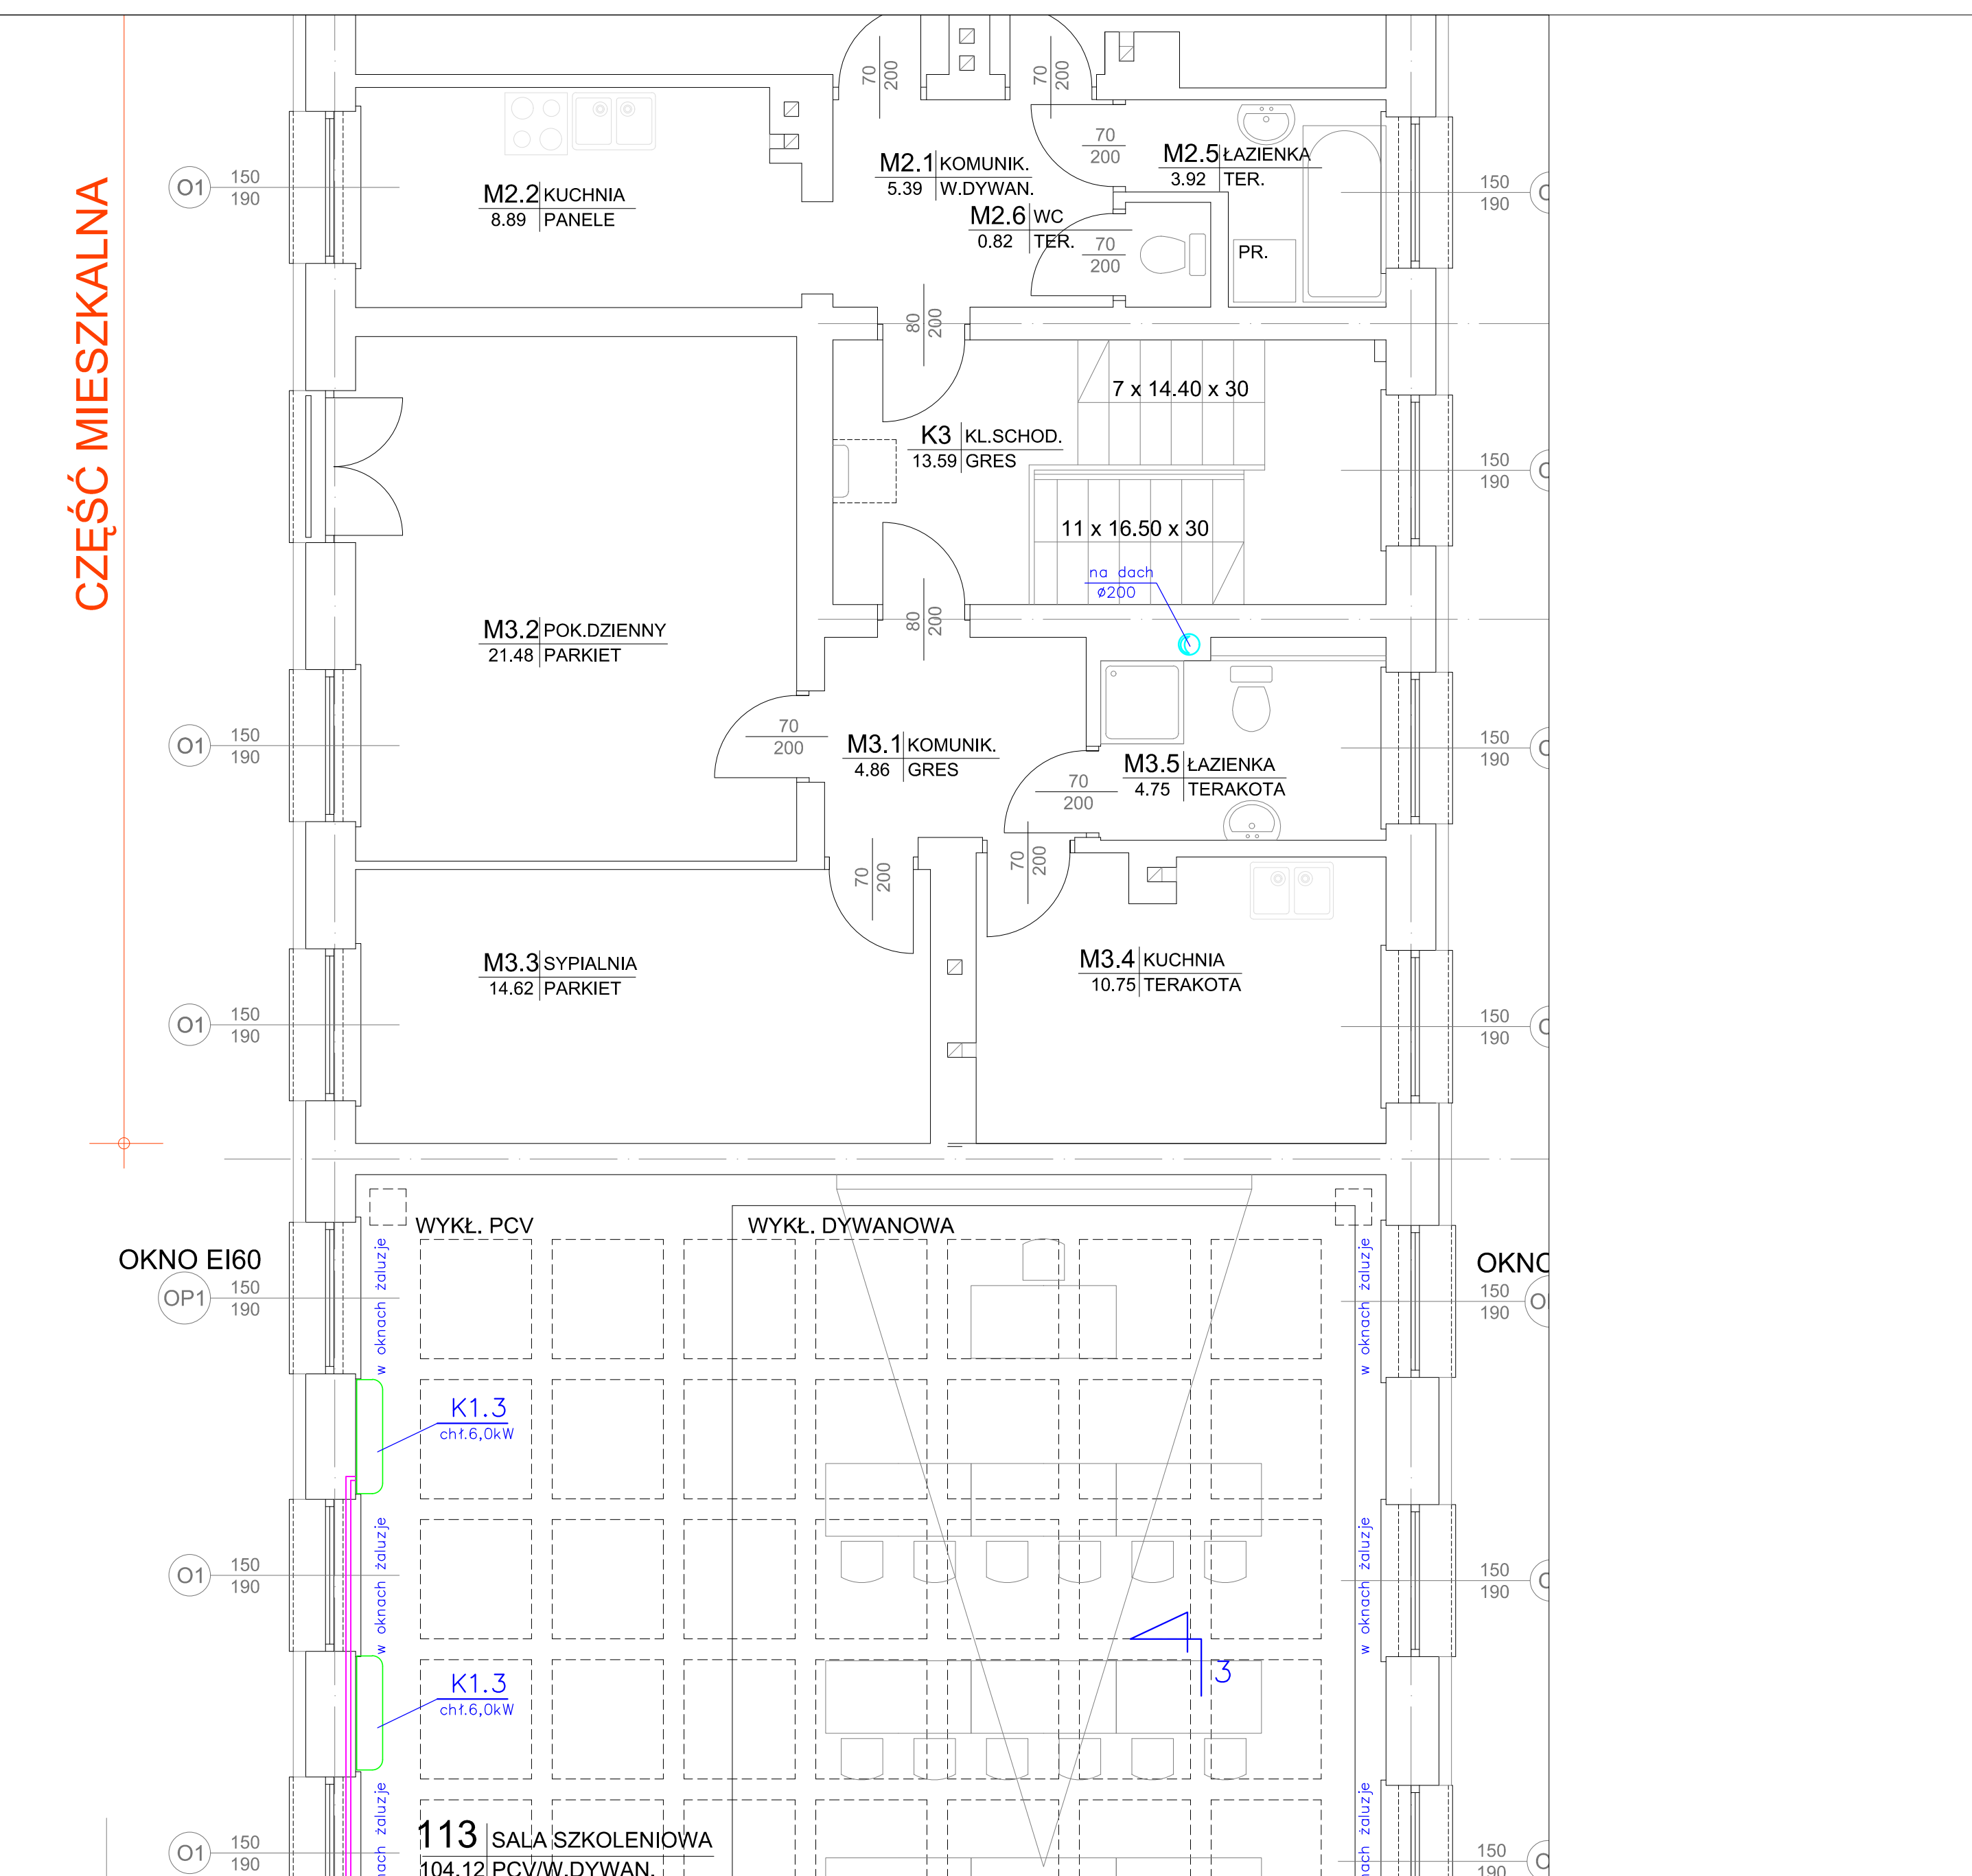 CZĘŚĆ MIESZKALNA
70
200
70
200
O1
150
190
M2.2 KUCHNIA
8.89 PANELE
M2.1 KOMUNIK.
5.39 W.DYWAN.
70
200
M2.5 ŁAZIENKA
3.92 TER.
150
190
M2.6 WC
0.82 TER.
70
200
PR.
80
200
7 x 14.40 x 30
K3 KL.SCHOD.
13.59 GRES
150
190
11 x 16.50 x 30
na dach
ø200
80
200
M3.2 POK.DZIENNY
21.48 PARKIET
O1
150
190
70
200
M3.1 KOMUNIK.
4.86 GRES
M3.5 ŁAZIENKA
4.75 TERAKOTA
70
200
150
190
70
200
70
200
M3.3 SYPIALNIA
14.62 PARKIET
M3.4 KUCHNIA
10.75 TERAKOTA
O1
150
190
150
190
WYKŁ. PCV
WYKŁ. DYWANOWA
OKNO EI60
OP1
150
190
w oknach żaluzje
w oknach żaluzje
OKNO
150
190
K1.3
chł.6,0kW
O1
150
190
w oknach żaluzje
w oknach żaluzje
150
190
3
K1.3
chł.6,0kW
113 SALA SZKOLENIOWA
104.12 PCV/W.DYWAN.
O1
150
190
żaluzje
żaluzje
150
190